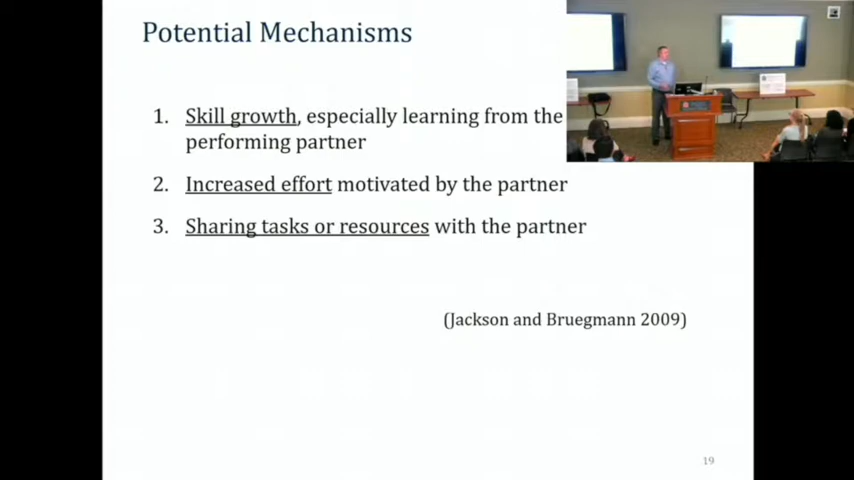 Potential Mechanisms
1. Skill growth, especially learning from the
performing partner
2. Increased effort motivated by the partner
3. Sharing tasks or resources with the partner
(Jackson and Bruegmann 2009)
19